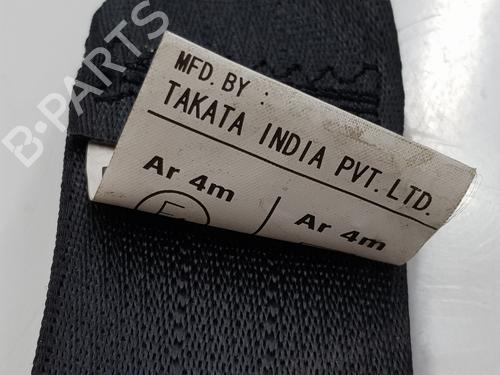 MFD. BY :
TAKATA INDIA PVT. LTD.
Ar 4m
Ar 4m
E
B-PARTS